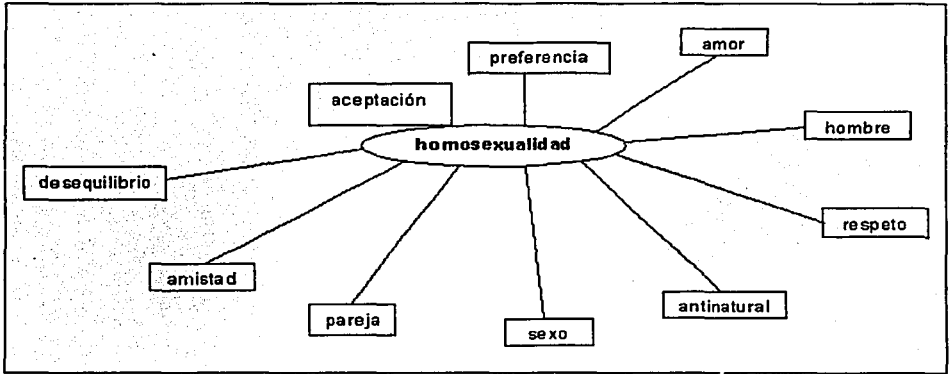 amor
preferencia
aceptación
hombre
homosexualidad
desequilibrio
respeto
amistad
antinatural
pareja
sexo